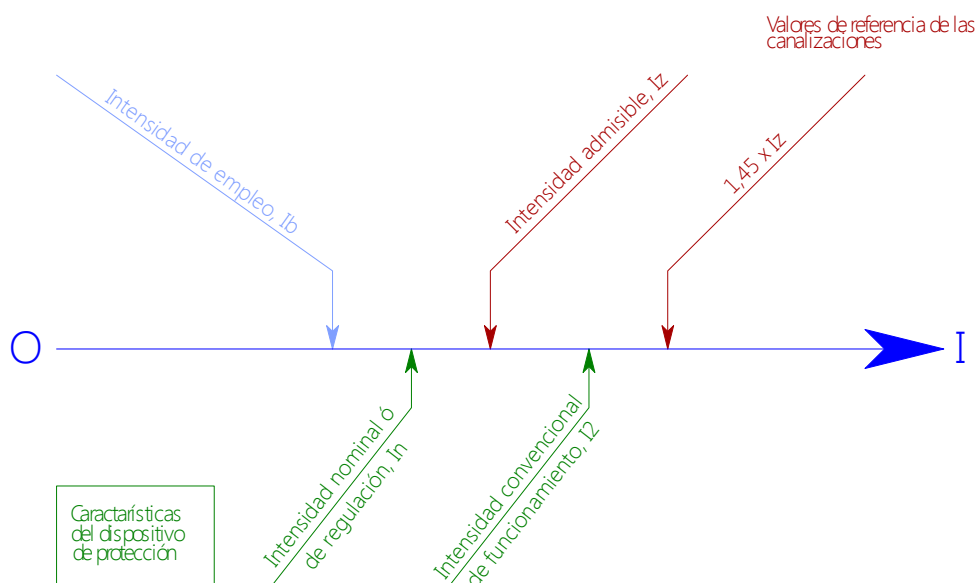 Valores de referencia de las
canalizaciones
Intensidad de empleo, Ib
Intensidad admisible, Iz
1,45 x Iz
O
I
Intensidad nominal ó
de regulación, In
Intensidad convencional
de funcionamiento, I2
Caractarísticas
del dispositivo
de protección